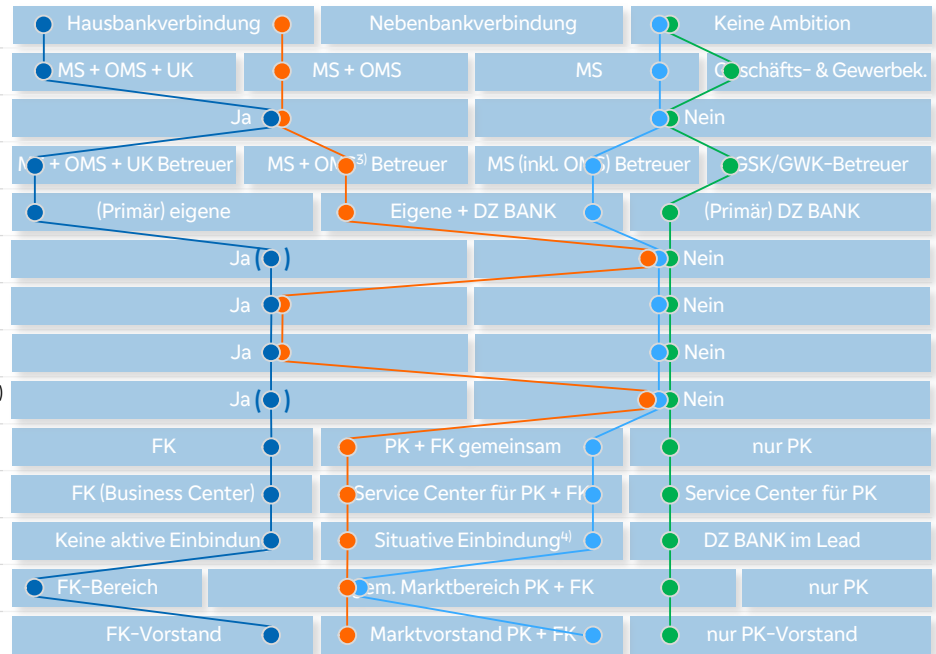 Hausbankverbindung Nebenbankverbindung Keine Ambition
MS + OMS + UK MS + OMS MS Geschäfts- & Gewerbek.
Ja Nein
MS + OMS + UK Betreuer MS + OMS³⁾ Betreuer MS (inkl. OMS) Betreuer GSK/GWK-Betreuer
(Primär) eigene Eigene + DZ BANK (Primär) DZ BANK
Ja ( ) Nein
Ja Nein
Ja Nein
) Ja ( ) Nein
FK PK + FK gemeinsam nur PK
FK (Business Center) Service Center für PK + FK Service Center für PK
Keine aktive Einbindung Situative Einbindung⁴⁾ DZ BANK im Lead
FK-Bereich gem. Marktbereich PK + FK nur PK
FK-Vorstand Marktvorstand PK + FK nur PK-Vorstand